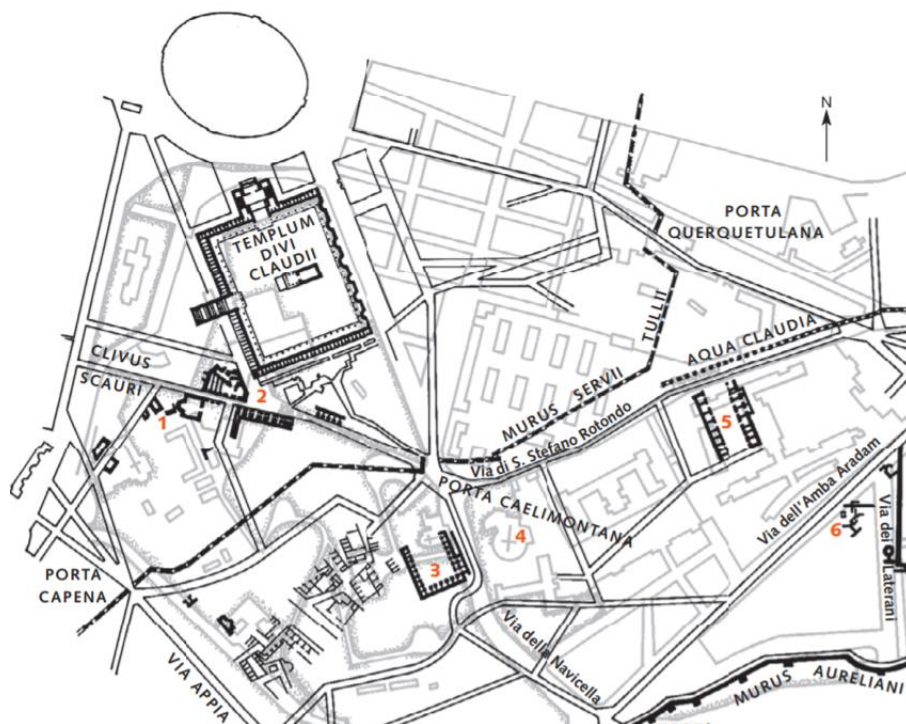 N
TEMPLUM
DIVI
CLAUDII
PORTA
QUERQUETULANA
CLIVUS
SCAURI
2
1
MURUS SERVII TULLII
AQUA CLAUDIA
5
Via di S. Stefano Rotondo
PORTA CAELIMONTANA
4
Via dell'Amba Aradam
6
Via dei Laterani
3
PORTA
CAPENA
VIA APPIA
Via della Navicella
MURUS AURELIANI